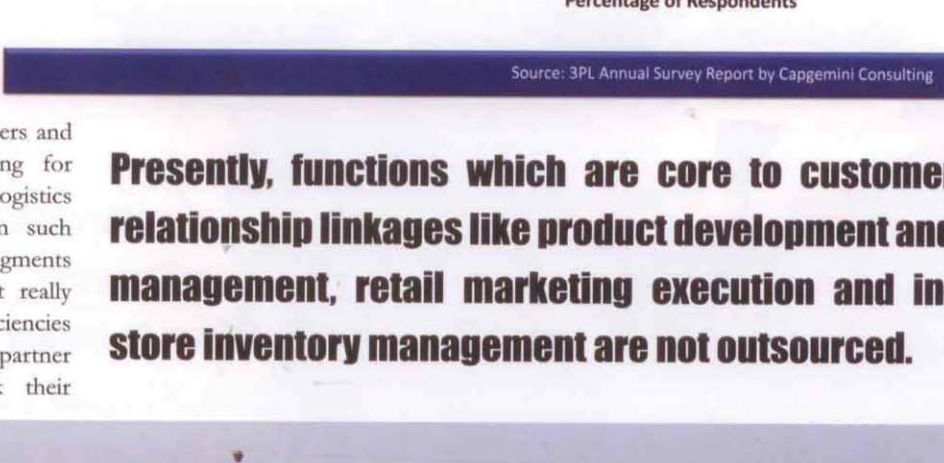 Percentage of Respondents
Source: 3PL Annual Survey Report by Capgemini Consulting
ers and
ng for
ogistics
n such
gments
t really
ciencies
partner
their
Presently, functions which are core to customer
relationship linkages like product development and
management, retail marketing execution and in
store inventory management are not outsourced.